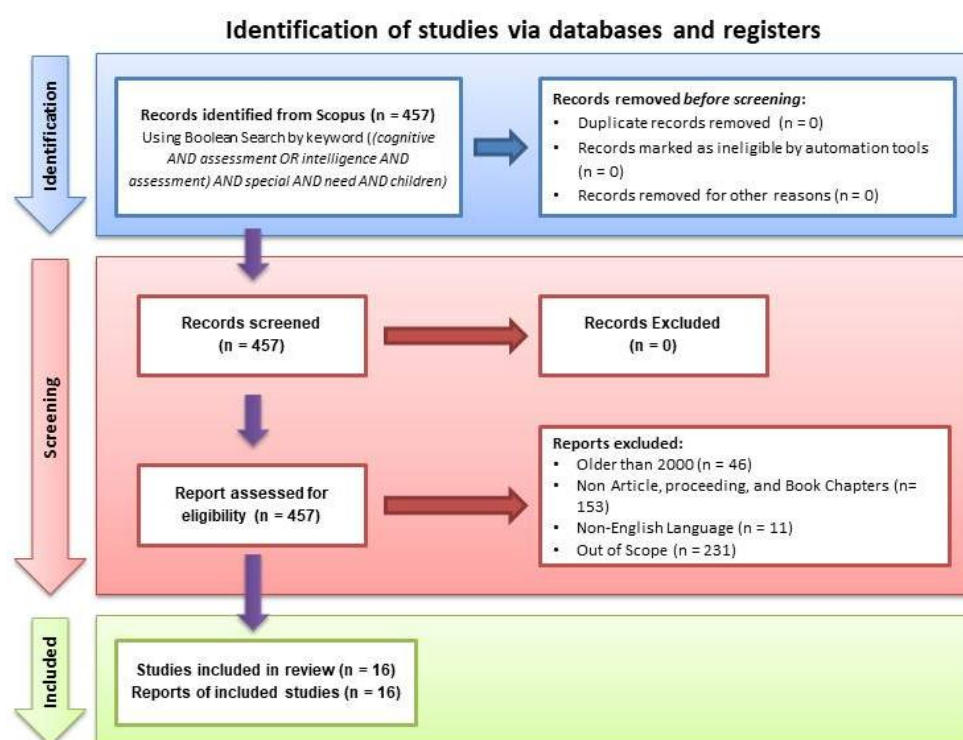 Identification of studies via databases and registers
Identification
Records identified from Scopus (n = 457)
Using Boolean Search by keyword ((cognitive
AND assessment OR intelligence AND
assessment) AND special AND need AND children)
Records removed before screening:
• Duplicate records removed (n = 0)
• Records marked as ineligible by automation tools
(n = 0)
• Records removed for other reasons (n = 0)
Screening
Records screened
(n = 457)
Records Excluded
(n = 0)
Report assessed for
eligibility (n = 457)
Reports excluded:
• Older than 2000 (n = 46)
• Non Article, proceeding, and Book Chapters (n=
153)
• Non-English Language (n = 11)
• Out of Scope (n = 231)
Included
Studies included in review (n = 16)
Reports of included studies (n = 16)